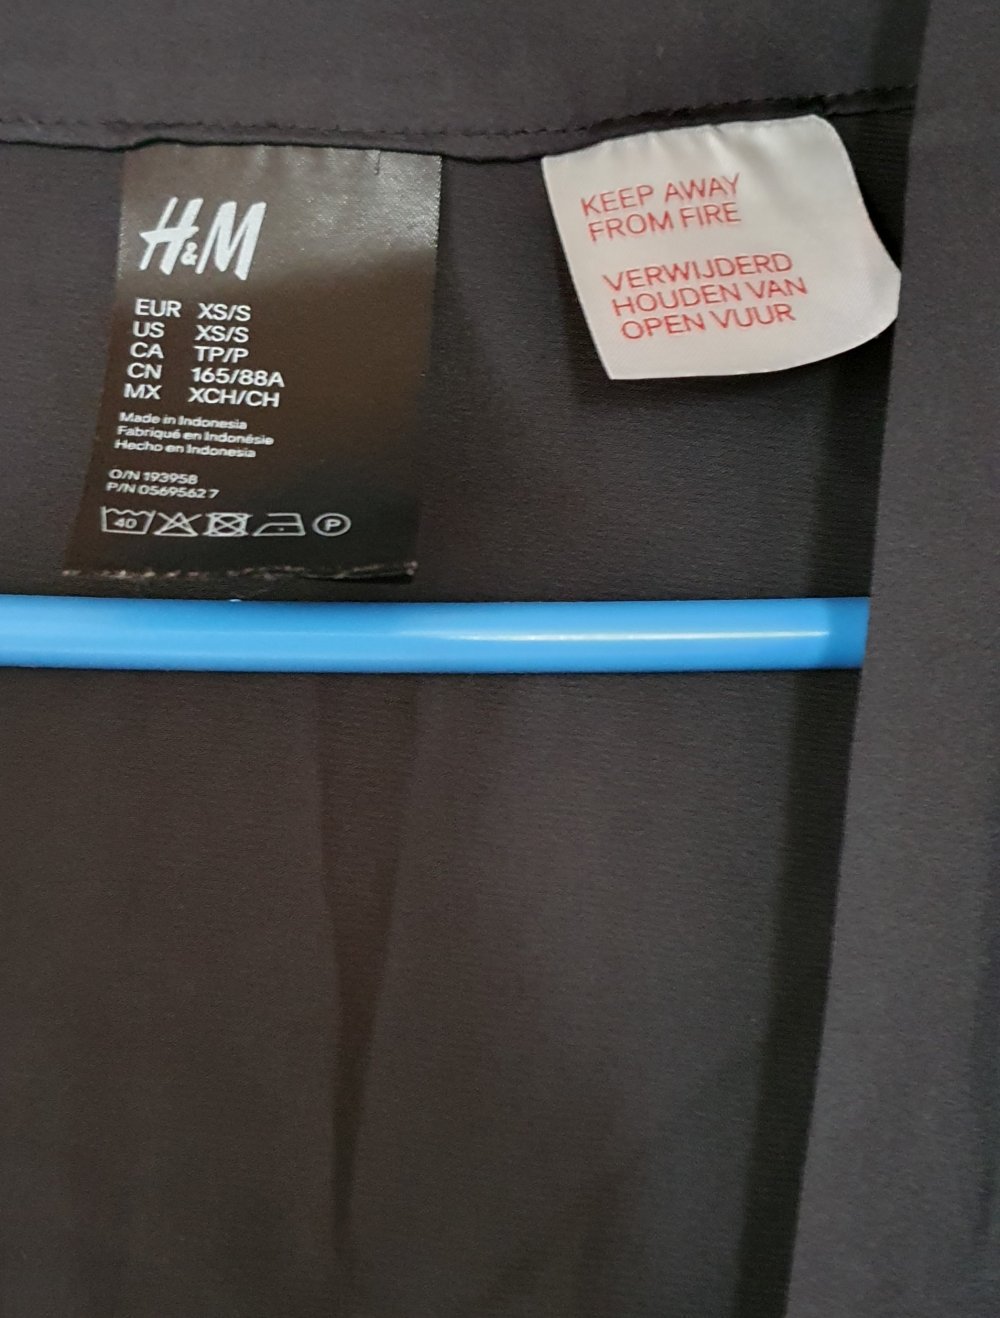 H&M
EUR XS/S
US XS/S
CA TP/P
CN 165/88A
MX XCH/CH
Made in Indonesia
Fabriqué en Indonésie
Hecho en Indonesia
O/N 193958
P/N 05695627
40
P
KEEP AWAY
FROM FIRE
VERWIJDERD
HOUDEN VAN
OPEN VUUR